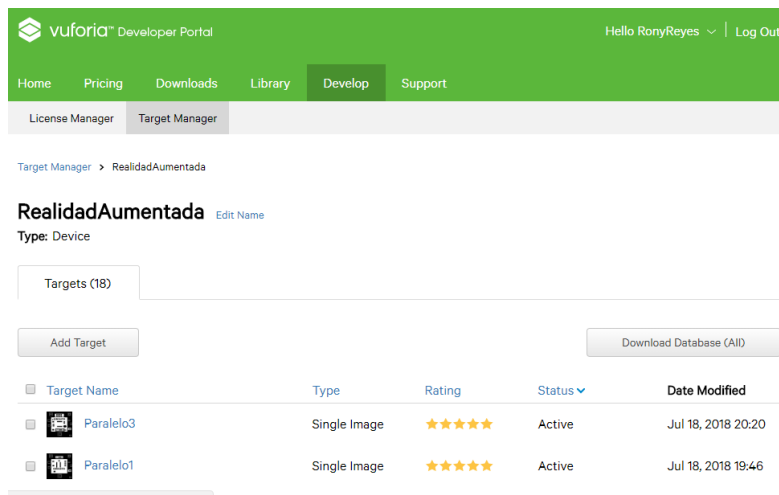 vuforia™ Developer Portal
Hello RonyReyes | Log Out
Home Pricing Downloads Library Develop Support
License Manager Target Manager
Target Manager > RealidadAumentada
RealidadAumentada Edit Name
Type: Device
Targets (18)
Add Target Download Database (All)
Target Name Type Rating Status Date Modified
Paralelo3 Single Image Active Jul 18, 2018 20:20
Paralelo1 Single Image Active Jul 18, 2018 19:46